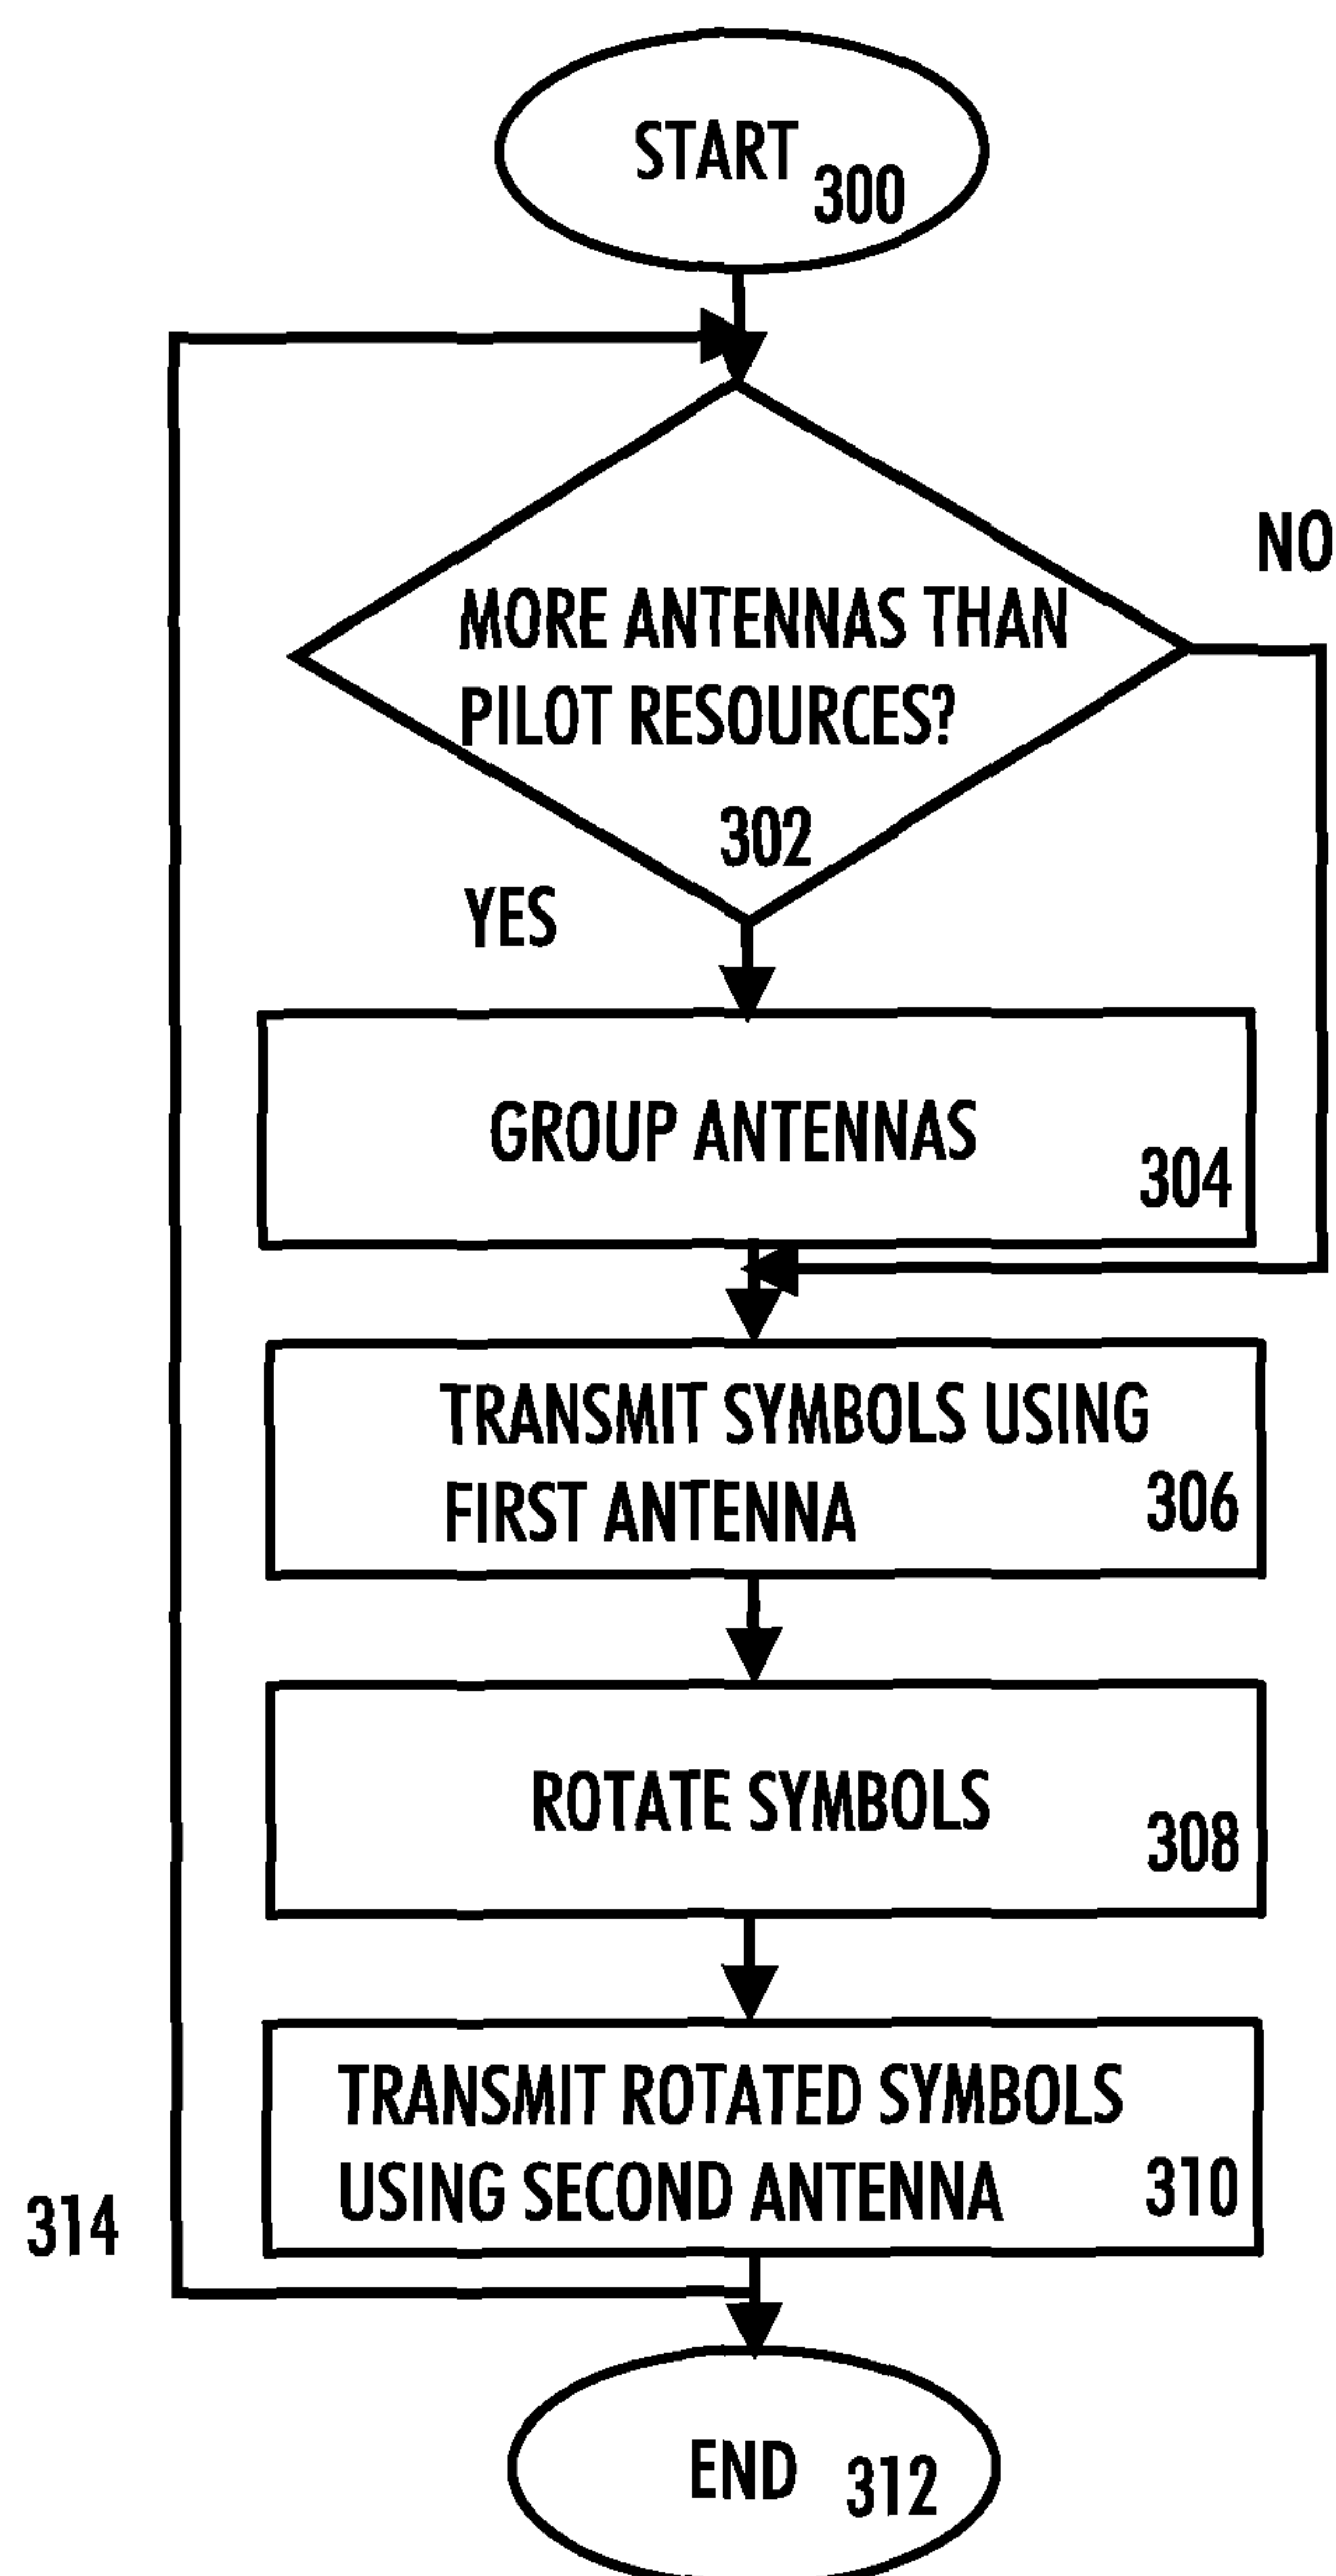 START 300
NO
MORE ANTENNAS THAN
PILOT RESOURCES?
302
YES
GROUP ANTENNAS
304
TRANSMIT SYMBOLS USING
FIRST ANTENNA 306
ROTATE SYMBOLS
308
TRANSMIT ROTATED SYMBOLS
USING SECOND ANTENNA 310
314
END 312